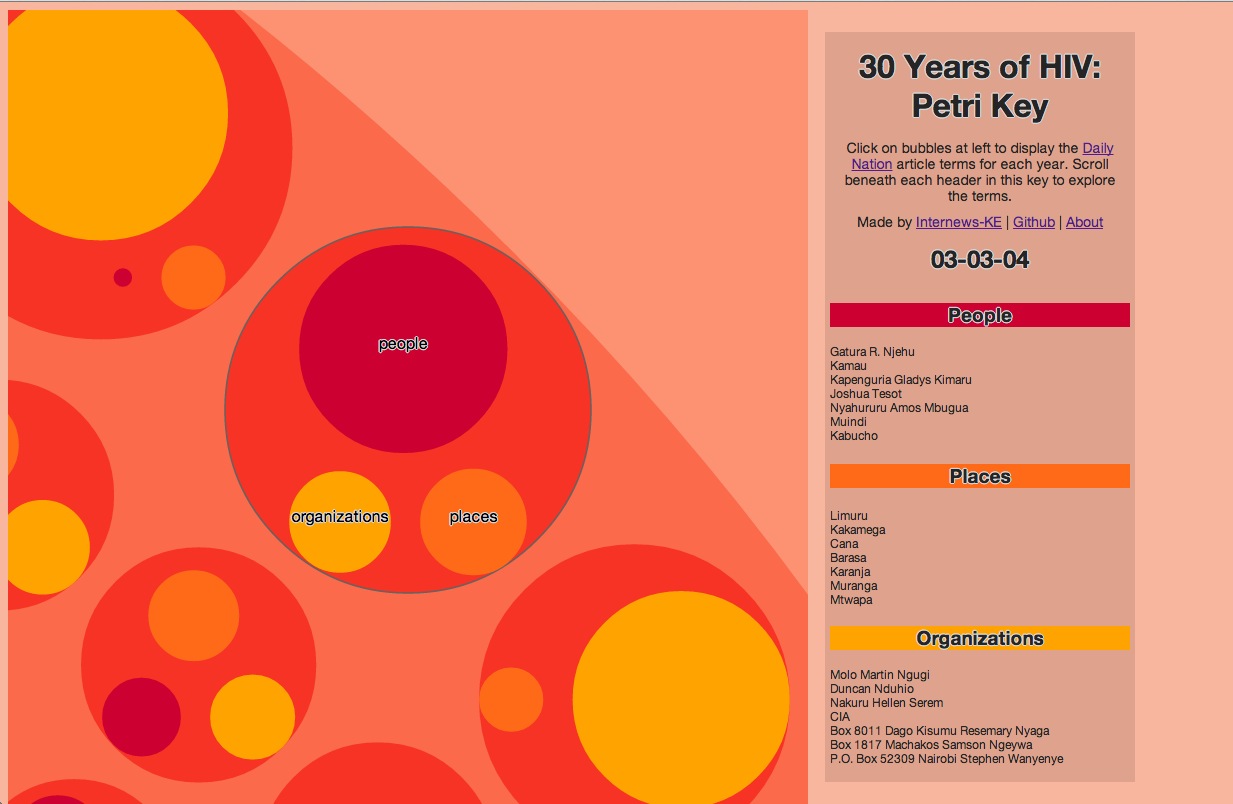 people
organizations
places
30 Years of HIV:
Petri Key
Click on bubbles at left to display the Daily
Nation article terms for each year. Scroll
beneath each header in this key to explore
the terms.
Made by Internews-KE | Github | About
03-03-04
People
Gatura R. Njehu
Kamau
Kapenguria Gladys Kimaru
Joshua Tesot
Nyahururu Amos Mbugua
Muindi
Kabucho
Places
Limuru
Kakamega
Cana
Barasa
Karanja
Muranga
Mtwapa
Organizations
Molo Martin Ngugi
Duncan Nduhio
Nakuru Hellen Serem
CIA
Box 8011 Dago Kisumu Resemary Nyaga
Box 1817 Machakos Samson Ngeywa
P.O. Box 52309 Nairobi Stephen Wanyenye